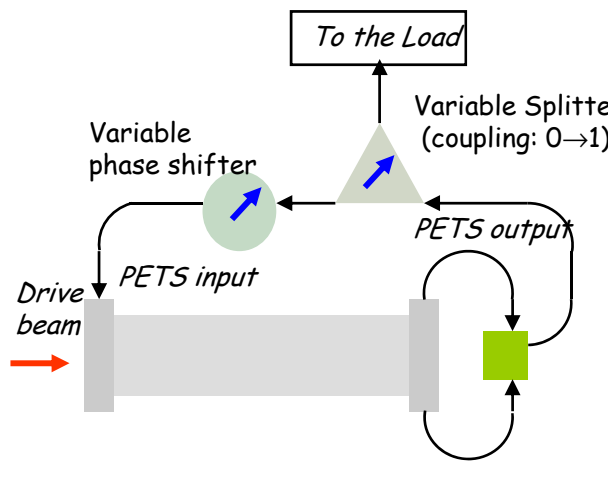 To the Load
Variable Splitte
(coupling: 0→1)
Variable
phase shifter
PETS output
PETS input
Drive
beam